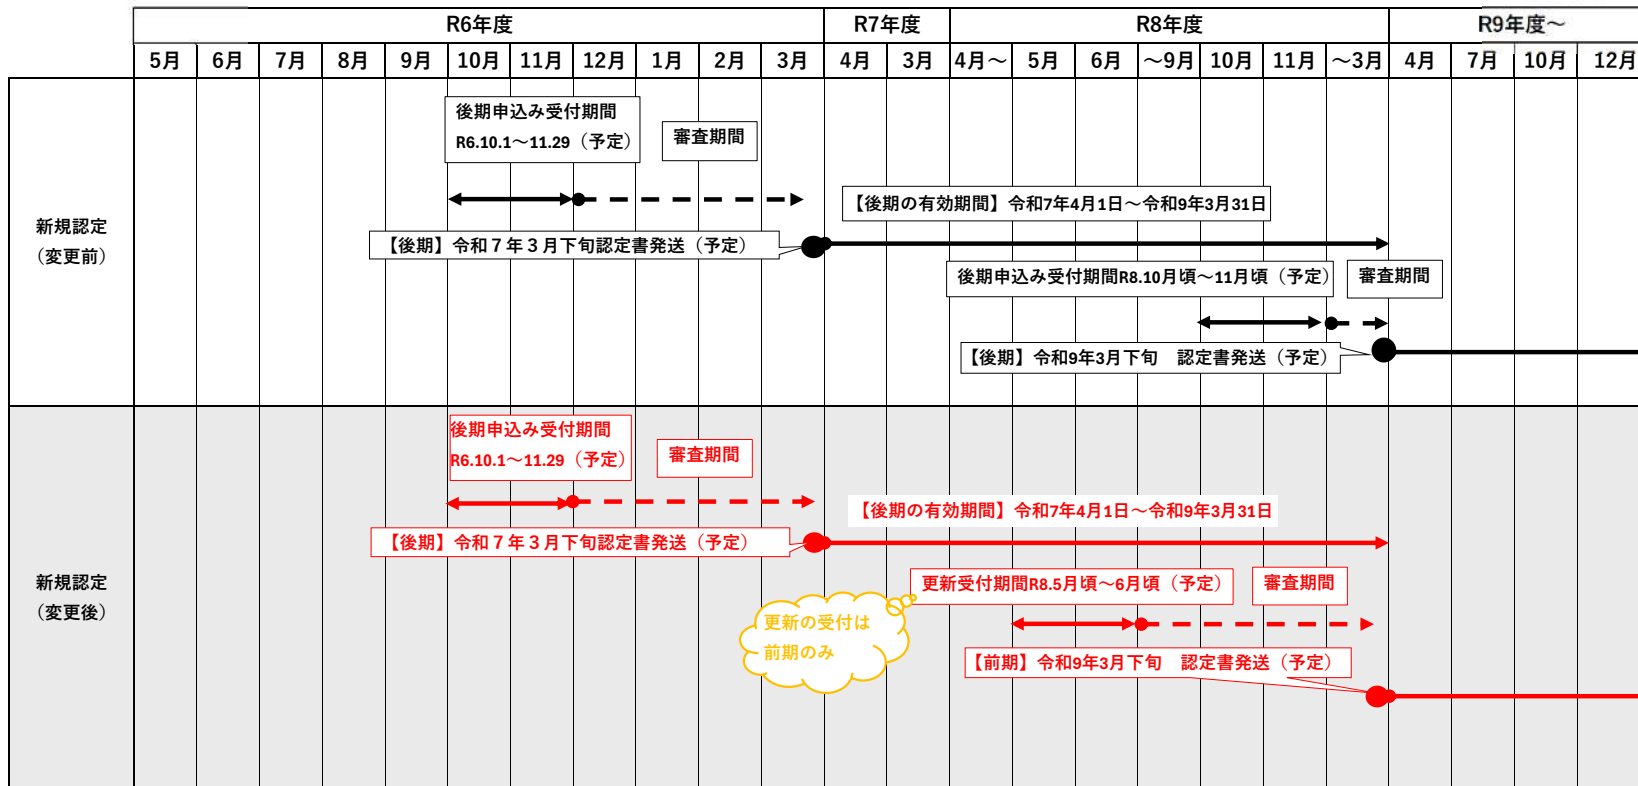 R6年度 R7年度 R8年度 R9年度～
5月 6月 7月 8月 9月 10月 11月 12月 1月 2月 3月 4月 3月 4月～ 5月 6月 ～9月 10月 11月 ～3月 4月 7月 10月 12月
新規認定
（変更前）
後期申込み受付期間
R6.10.1～11.29（予定）
審査期間
【後期の有効期間】令和7年4月1日～令和9年3月31日
【後期】令和７年３月下旬認定書発送（予定）
後期申込み受付期間R8.10月頃～11月頃（予定）
審査期間
【後期】令和9年3月下旬　認定書発送（予定）
新規認定
（変更後）
後期申込み受付期間
R6.10.1～11.29（予定）
審査期間
【後期の有効期間】令和7年4月1日～令和9年3月31日
【後期】令和７年３月下旬認定書発送（予定）
更新受付期間R8.5月頃～6月頃（予定）
審査期間
更新の受付は
前期のみ
【前期】令和9年3月下旬　認定書発送（予定）